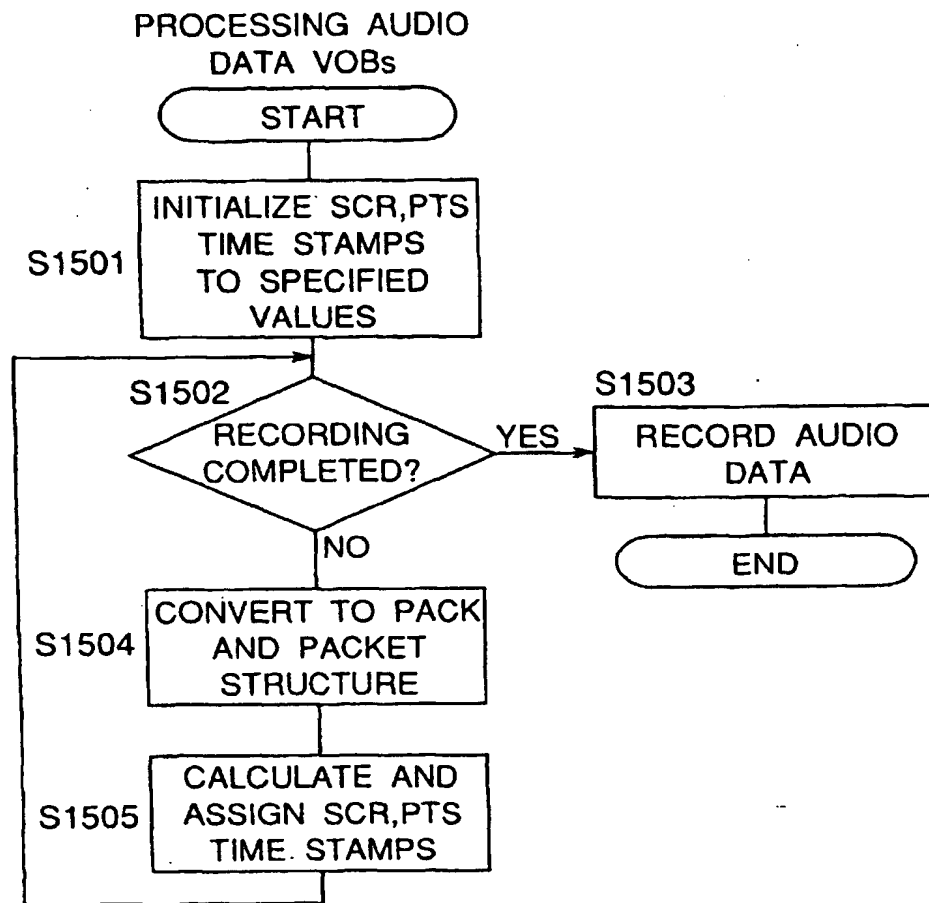 PROCESSING AUDIO
DATA VOBs
START
S1501
INITIALIZE SCR,PTS
TIME STAMPS
TO SPECIFIED
VALUES
S1502
RECORDING
COMPLETED?
YES
S1503
RECORD AUDIO
DATA
END
NO
S1504
CONVERT TO PACK
AND PACKET
STRUCTURE
S1505
CALCULATE AND
ASSIGN SCR,PTS
TIME STAMPS